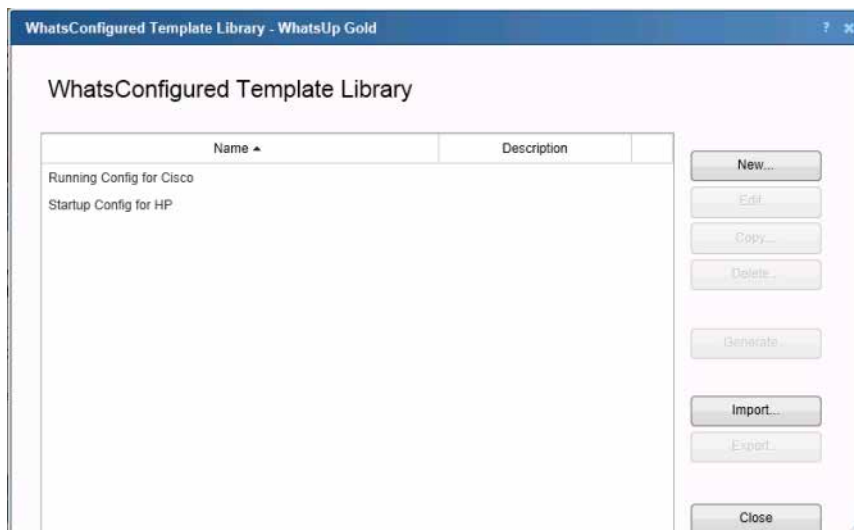 WhatsConfigured Template Library - WhatsUp Gold ? x
WhatsConfigured Template Library
Name Description
Running Config for Cisco
Startup Config for HP
New...
Edit...
Copy...
Delete...
Generate...
Import...
Export...
Close